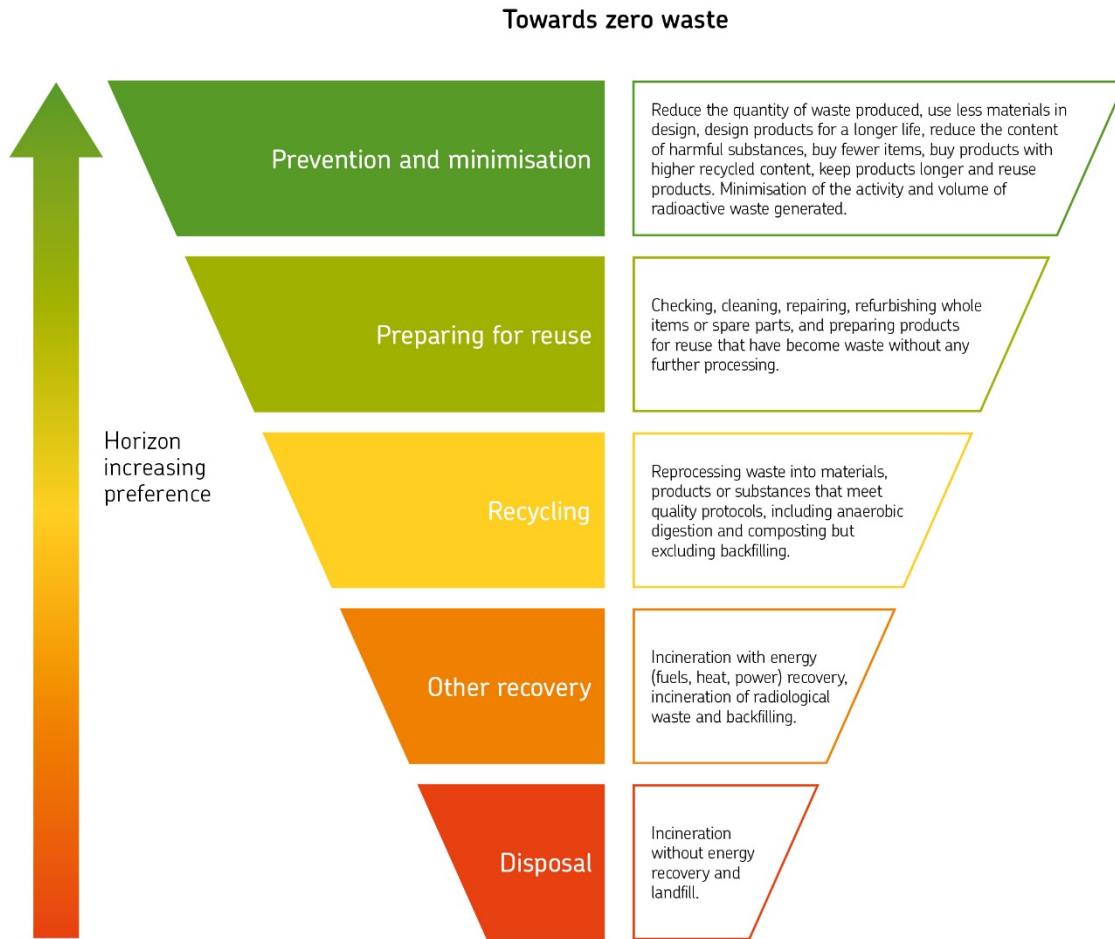 Towards zero waste
Prevention and minimisation
Reduce the quantity of waste produced, use less materials in
design, design products for a longer life, reduce the content
of harmful substances, buy fewer items, buy products with
higher recycled content, keep products longer and reuse
products. Minimisation of the activity and volume of
radioactive waste generated.
Preparing for reuse
Checking, cleaning, repairing, refurbishing whole
items or spare parts, and preparing products
for reuse that have become waste without any
further processing.
Horizon
increasing
preference
Recycling
Reprocessing waste into materials,
products or substances that meet
quality protocols, including anaerobic
digestion and composting but
excluding backfilling.
Other recovery
Incineration with energy
(fuels, heat, power) recovery,
incineration of radiological
waste and backfilling.
Disposal
Incineration
without energy
recovery and
landfill.